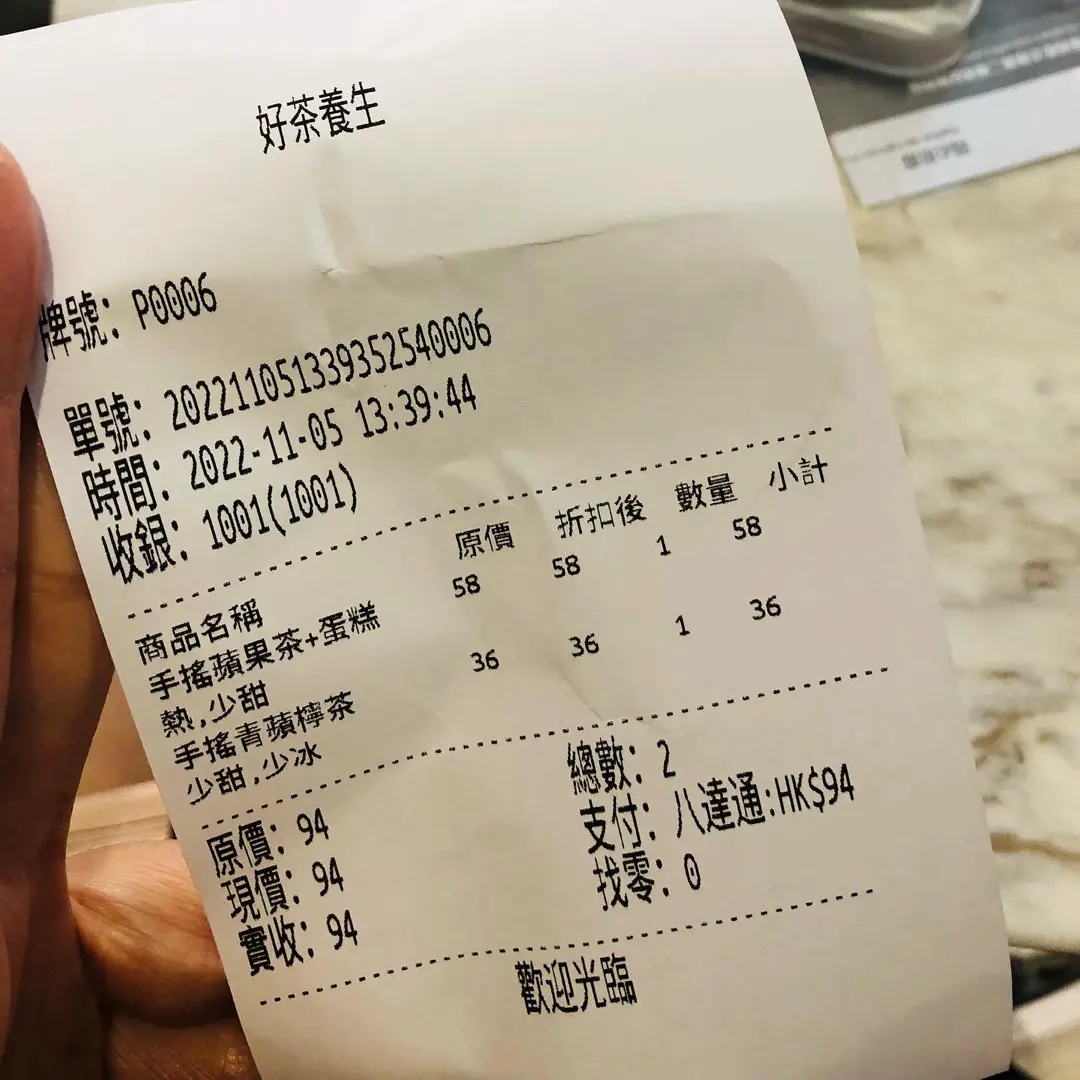 好茶養生
牌號: P0006
單號: 20221105133935254​0006
時間: 2022-11-05 13:39:44
收銀: 1001(1001)
商品名稱 原價 折扣後 數量 小計
手搖蘋果茶+蛋糕 58 58 1 58
熱,少甜
手搖青蘋檸茶 36 36 1 36
少甜,少冰
原價: 94 總數: 2
現價: 94 支付: 八達通:HK$94
實收: 94 找零: 0
歡迎光臨